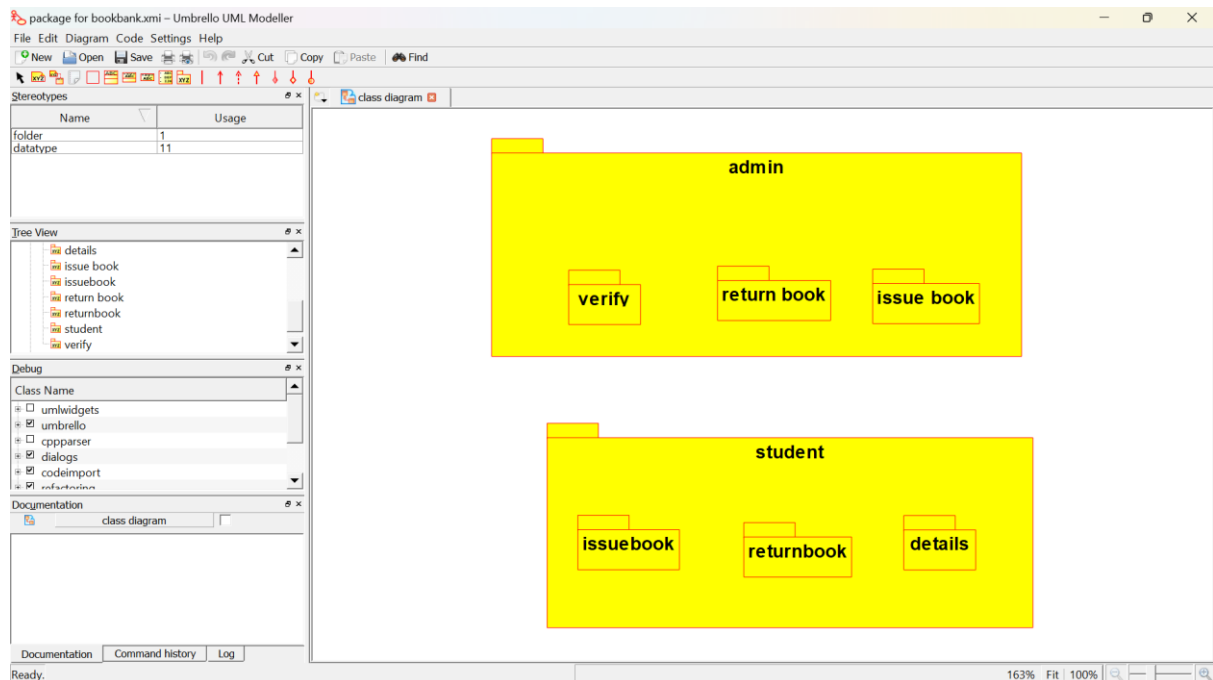 package for bookbank.xmi – Umbrello UML Modeller
File Edit Diagram Code Settings Help
New Open Save Cut Copy Paste Find
Stereotypes
class diagram
Name Usage
folder 1
datatype 11
Tree View
details
issue book
issuebook
return book
returnbook
student
verify
Debug
Class Name
umlwidgets
umbrello
cppparser
dialogs
codeimport
refactoring
Documentation
class diagram
Documentation Command history Log
Ready.
admin
verify
return book
issue book
student
issuebook
returnbook
details
163% Fit 100%